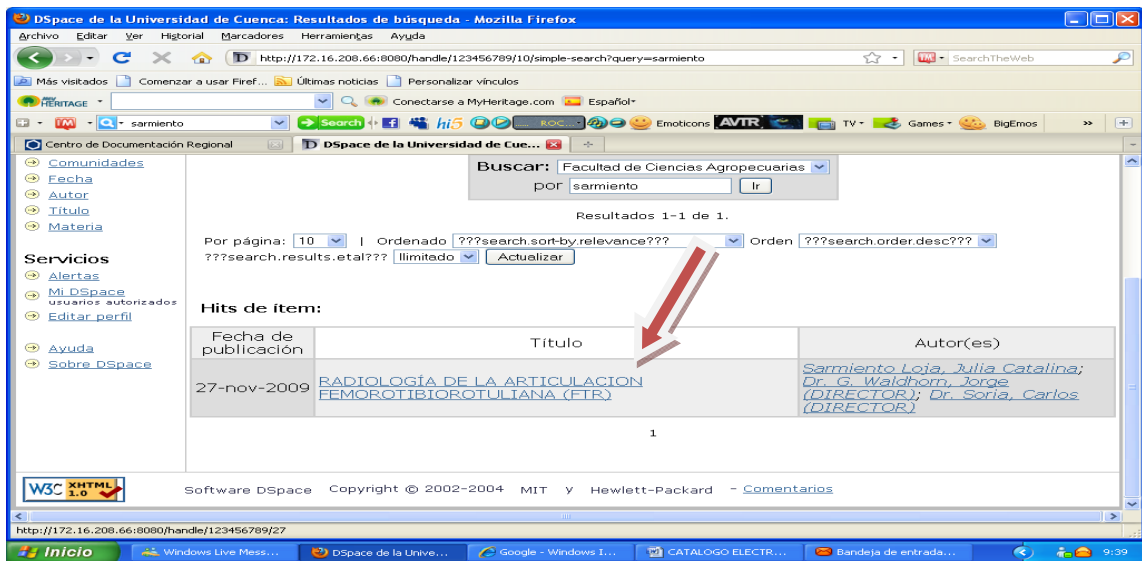 DSpace de la Universidad de Cuenca: Resultados de búsqueda - Mozilla Firefox
Archivo Editar Ver Historial Marcadores Herramientas Ayuda
http://172.16.208.66:8080/handle/123456789/10/simple-search?query=sarmiento
SearchTheWeb
Más visitados Comenzar a usar Firef... Últimas noticias Personalizar vínculos
HERITAGE Conectarse a MyHeritage.com Español
sarmiento Search hi5 ROC... Emoticons AVTR TV Games BigEmos »
Centro de Documentación Regional DSpace de la Universidad de Cue...
Comunidades
Fecha
Autor
Título
Materia
Servicios
Alertas
Mi DSpace
usuarios autorizados
Editar perfil
Ayuda
Sobre DSpace
Buscar: Facultad de Ciencias Agropecuarias
por sarmiento Ir
Resultados 1-1 de 1.
Por página: 10 | Ordenado ???search.sort-by.relevance??? Orden ???search.order.desc???
???search.results.etal??? Ilimitado Actualizar
Hits de ítem:
Fecha de publicación Título Autor(es)
27-nov-2009 RADIOLOGÍA DE LA ARTICULACION
FEMOROTIBIOROTULIANA (FTR)
Sarmiento Loja, Julia Catalina;
Dr. G. Waldhorn, Jorge
(DIRECTOR); Dr. Soria, Carlos
(DIRECTOR)
1
W3C XHTML 1.0
Software DSpace Copyright © 2002-2004 MIT y Hewlett-Packard - Comentarios
http://172.16.208.66:8080/handle/123456789/27
Inicio Windows Live Mess... DSpace de la Unive... Google - Windows I... CATALOGO ELECTR... Bandeja de entrada... 9:39